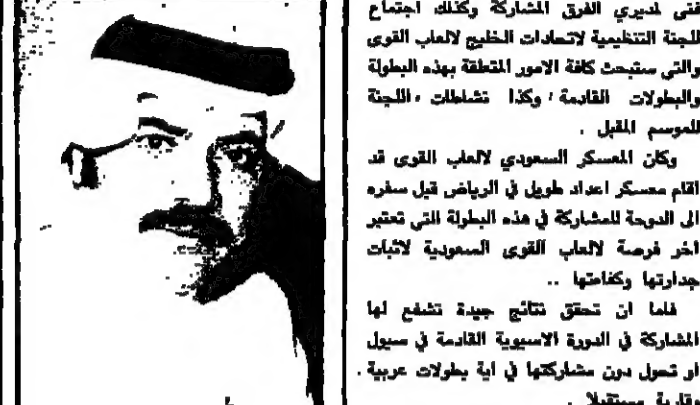 فني لمديري الفرق المشاركة وكذلك اجتماع
اللجنة التنظيمية لاتحادات الخليج لالعاب القوى
والتي ستبحث كافة الامور المتعلقة بهذه البطولة
والبطولات القادمة وكذا نشاطات اللجنة
للموسم المقبل .
وكان المعسكر السعودي لالعاب القوى قد
اقام معسكر اعداد طويل في الرياض قبل سفره
الى الدوحة للمشاركة في هذه البطولة التي تعتبر
اخر فرصة لالعاب القوى السعودية لاثبات
جدارتها وكفاءتها ..
فاما ان تحقق نتائج جيدة تشفع لها
المشاركة في الدورة الاسيوية القادمة في سيول
او تحول دون مشاركتها في اية بطولات عربية .
وقارية مستقبلا .